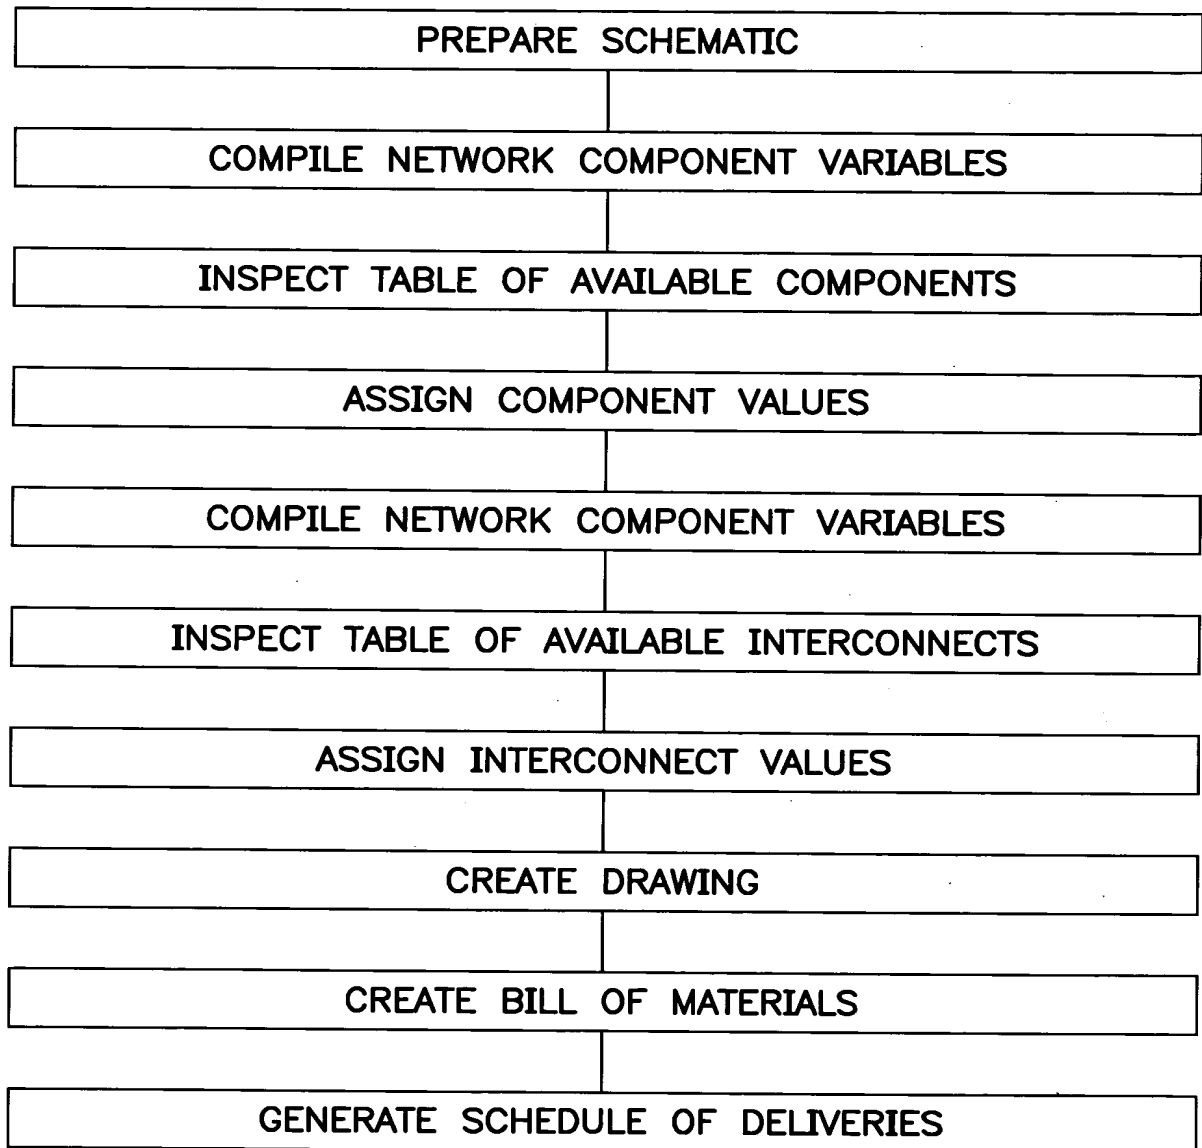 PREPARE SCHEMATIC
COMPILE NETWORK COMPONENT VARIABLES
INSPECT TABLE OF AVAILABLE COMPONENTS
ASSIGN COMPONENT VALUES
COMPILE NETWORK COMPONENT VARIABLES
INSPECT TABLE OF AVAILABLE INTERCONNECTS
ASSIGN INTERCONNECT VALUES
CREATE DRAWING
CREATE BILL OF MATERIALS
GENERATE SCHEDULE OF DELIVERIES